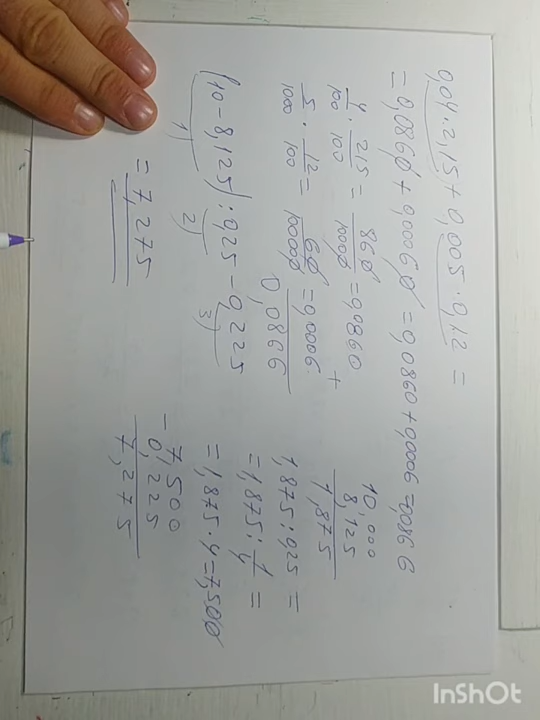 0,04 · 2,15 + 0,005 · 0,12 =
= 0,0860 + 0,00060 = 0,0860 + 0,0006 = 0,0866
4/100 · 215/100 = 860/10000 = 0,0860
+
5/1000 · 12/100 = 60/100000 = 0,0006
0,0866
(10 - 8,125) : 0,25 - 0,225
1) 2) 3)
= 7,275
10,000
8,125
1,875
1,875 : 0,25 =
= 1,875 : 1/4 =
= 1,875 · 4 = 7,500
- 7,500
0,225
7,275
InShOt